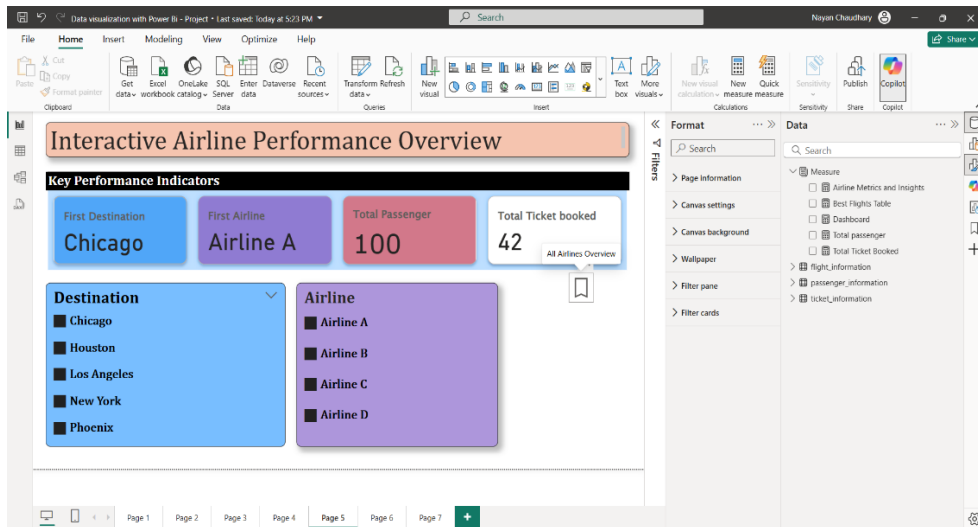 Data visualization with Power Bi - Project • Last saved: Today at 5:23 PM
Search
Nayan Chaudhary
File Home Insert Modeling View Optimize Help
Share
Paste
Cut
Copy
Format painter
Clipboard
Get data
Excel workbook
OneLake catalog
SQL Server
Enter data
Dataverse
Recent sources
Data
Transform data
Refresh
Queries
New visual
Text box
More visuals
Insert
New visual calculation
New measure
Quick measure
Calculations
Sensitivity
Sensitivity
Publish
Share
Copilot
Copilot
Interactive Airline Performance Overview
Key Performance Indicators
First Destination
Chicago
First Airline
Airline A
Total Passenger
100
Total Ticket booked
42
All Airlines Overview
Destination
Chicago
Houston
Los Angeles
New York
Phoenix
Airline
Airline A
Airline B
Airline C
Airline D
Filters
Format
Search
Page information
Canvas settings
Canvas background
Wallpaper
Filter pane
Filter cards
Data
Search
Measure
Airline Metrics and Insights
Best Flights Table
Dashboard
Total passenger
Total Ticket Booked
flight_information
passenger_information
ticket_information
Page 1 Page 2 Page 3 Page 4 Page 5 Page 6 Page 7